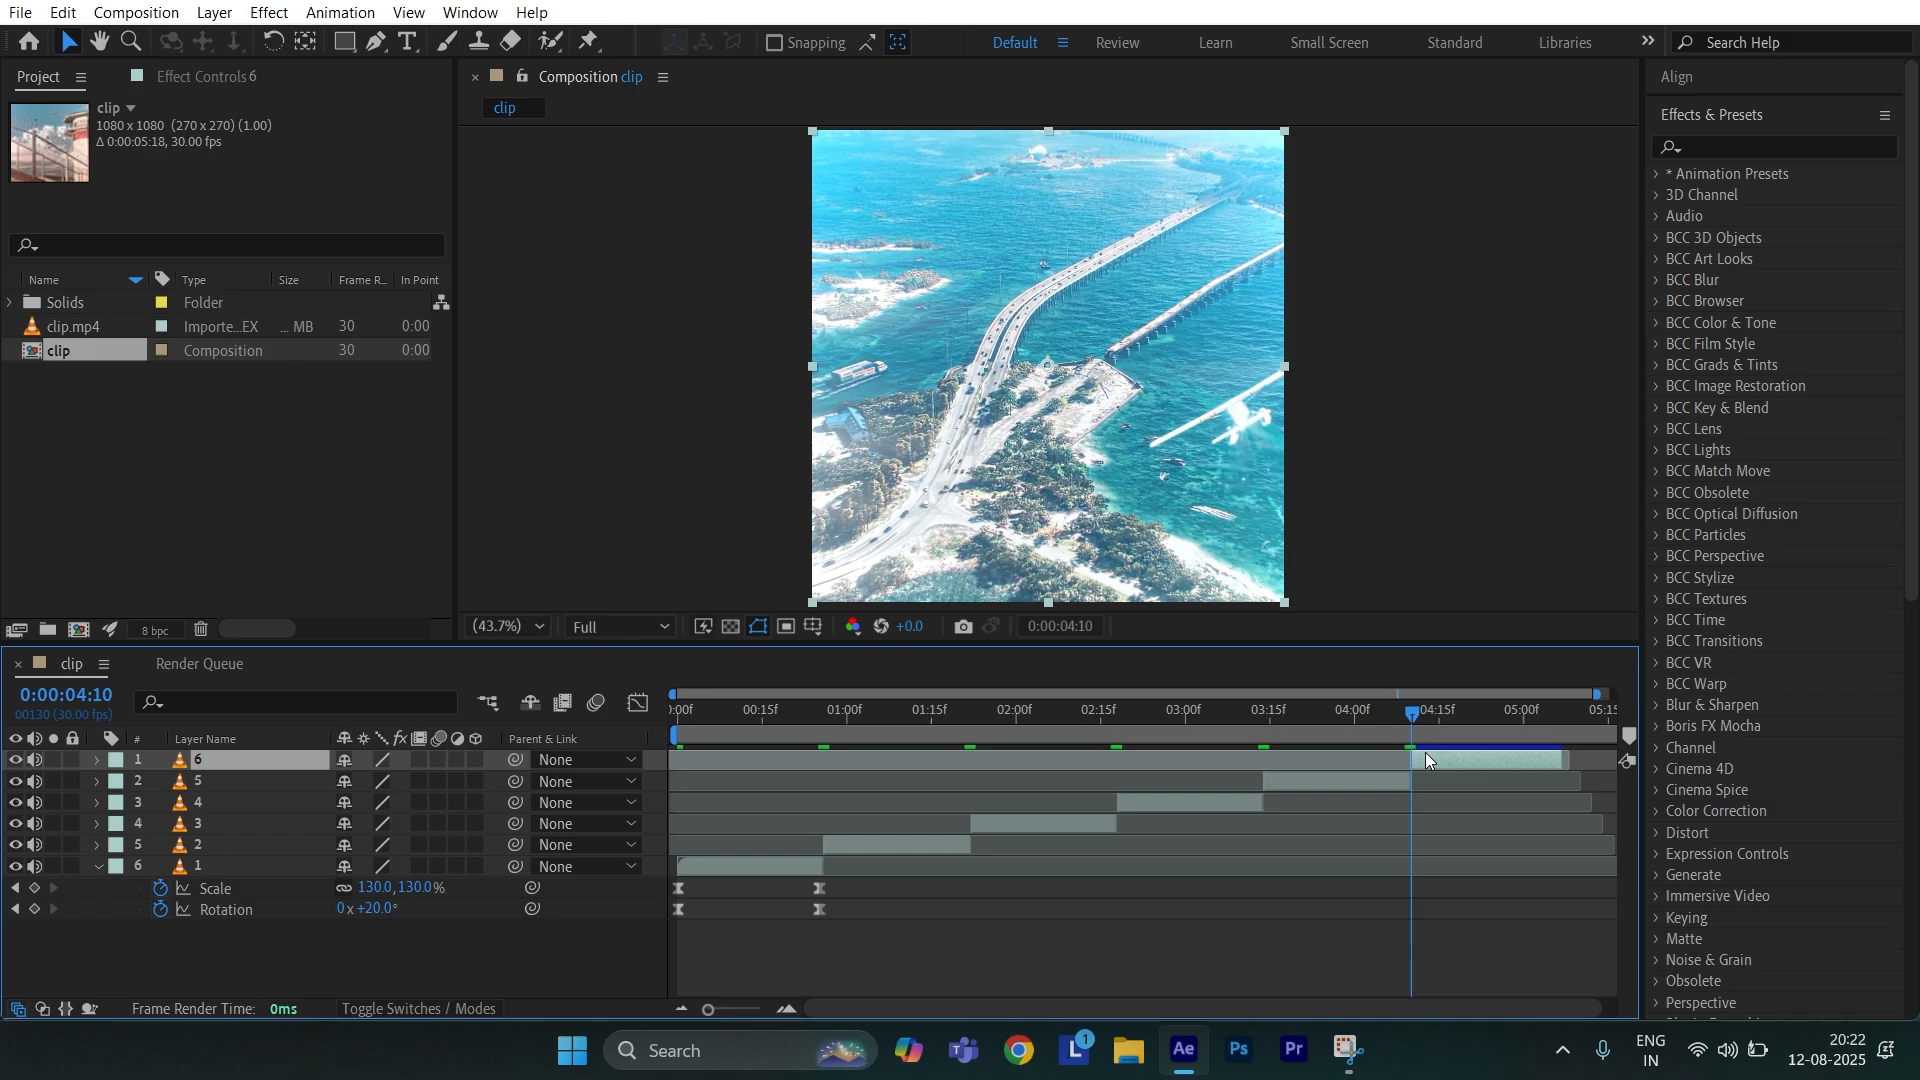 File Edit Composition Layer Effect Animation View Window Help
Snapping Default Review Learn Small Screen Standard Libraries Search Help
Project Effect Controls 6
clip
1080 x 1080 (270 x 270) (1.00)
Δ 0:00:05:18, 30.00 fps
Name Type Size Frame R... In Point
Solids Folder
clip.mp4 Importe...EX ... MB 30 0:00
clip Composition 30 0:00
8 bpc
Composition clip
clip
(43.7%) Full +0.0 0:00:04:10
Align
Effects & Presets
* Animation Presets
3D Channel
Audio
BCC 3D Objects
BCC Art Looks
BCC Blur
BCC Browser
BCC Color & Tone
BCC Film Style
BCC Grads & Tints
BCC Image Restoration
BCC Key & Blend
BCC Lens
BCC Lights
BCC Match Move
BCC Obsolete
BCC Optical Diffusion
BCC Particles
BCC Perspective
BCC Stylize
BCC Textures
BCC Time
BCC Transitions
BCC VR
BCC Warp
Blur & Sharpen
Boris FX Mocha
Channel
Cinema 4D
Cinema Spice
Color Correction
Distort
Expression Controls
Generate
Immersive Video
Keying
Matte
Noise & Grain
Obsolete
Perspective
clip Render Queue
0:00:04:10
00130 (30.00 fps)
):00f 00:15f 01:00f 01:15f 02:00f 02:15f 03:00f 03:15f 04:00f 04:15f 05:00f 05:15
# Layer Name fx Parent & Link
1 6 None
2 5 None
3 4 None
4 3 None
5 2 None
6 1 None
Scale 130.0,130.0%
Rotation 0x+20.0°
Frame Render Time: 0ms Toggle Switches / Modes
Search L 1 Ae Ps Pr
ENG
IN
20:22
12-08-2025